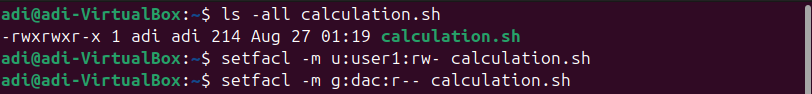 adi@adi-VirtualBox:~$ ls -all calculation.sh
-rwxrwxr-x 1 adi adi 214 Aug 27 01:19 calculation.sh
adi@adi-VirtualBox:~$ setfacl -m u:user1:rw- calculation.sh
adi@adi-VirtualBox:~$ setfacl -m g:dac:r-- calculation.sh